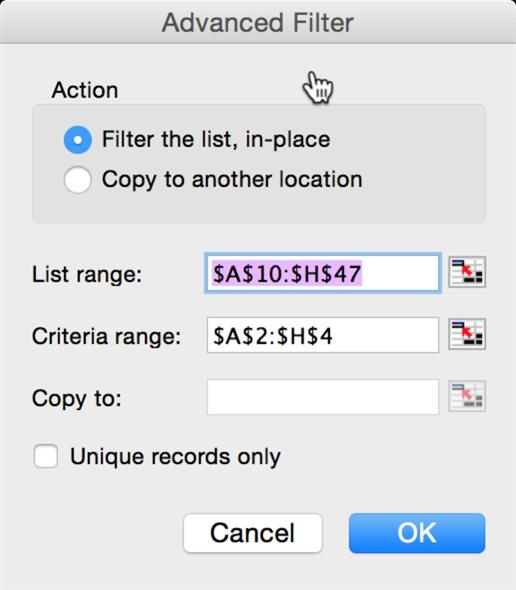 Advanced Filter
Action
Filter the list, in-place
Copy to another location
List range: $A$10:$H$47
Criteria range: $A$2:$H$4
Copy to:
Unique records only
Cancel OK